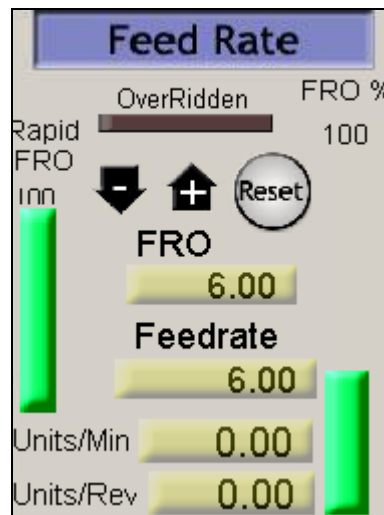 Feed Rate
OverRidden
FRO %
Rapid
FRO
100
100
-
+
Reset
FRO
6.00
Feedrate
6.00
Units/Min 0.00
Units/Rev 0.00